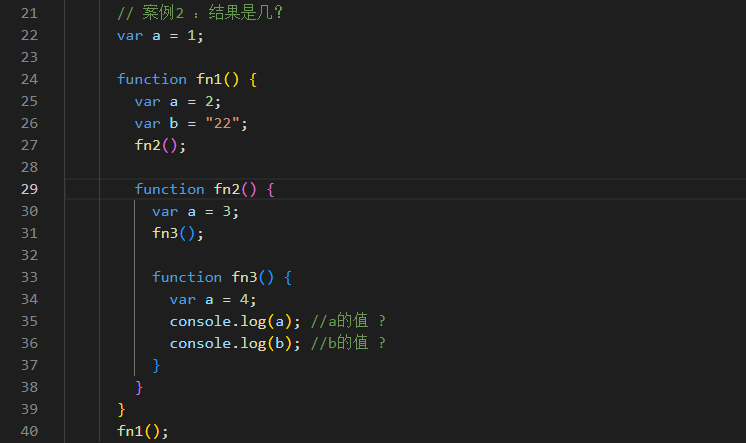 21 // 案例2 ：结果是几？
22 var a = 1;
23
24 function fn1() {
25 var a = 2;
26 var b = "22";
27 fn2();
28
29 function fn2() {
30 var a = 3;
31 fn3();
32
33 function fn3() {
34 var a = 4;
35 console.log(a); //a的值 ?
36 console.log(b); //b的值 ?
37 }
38 }
39 }
40 fn1();